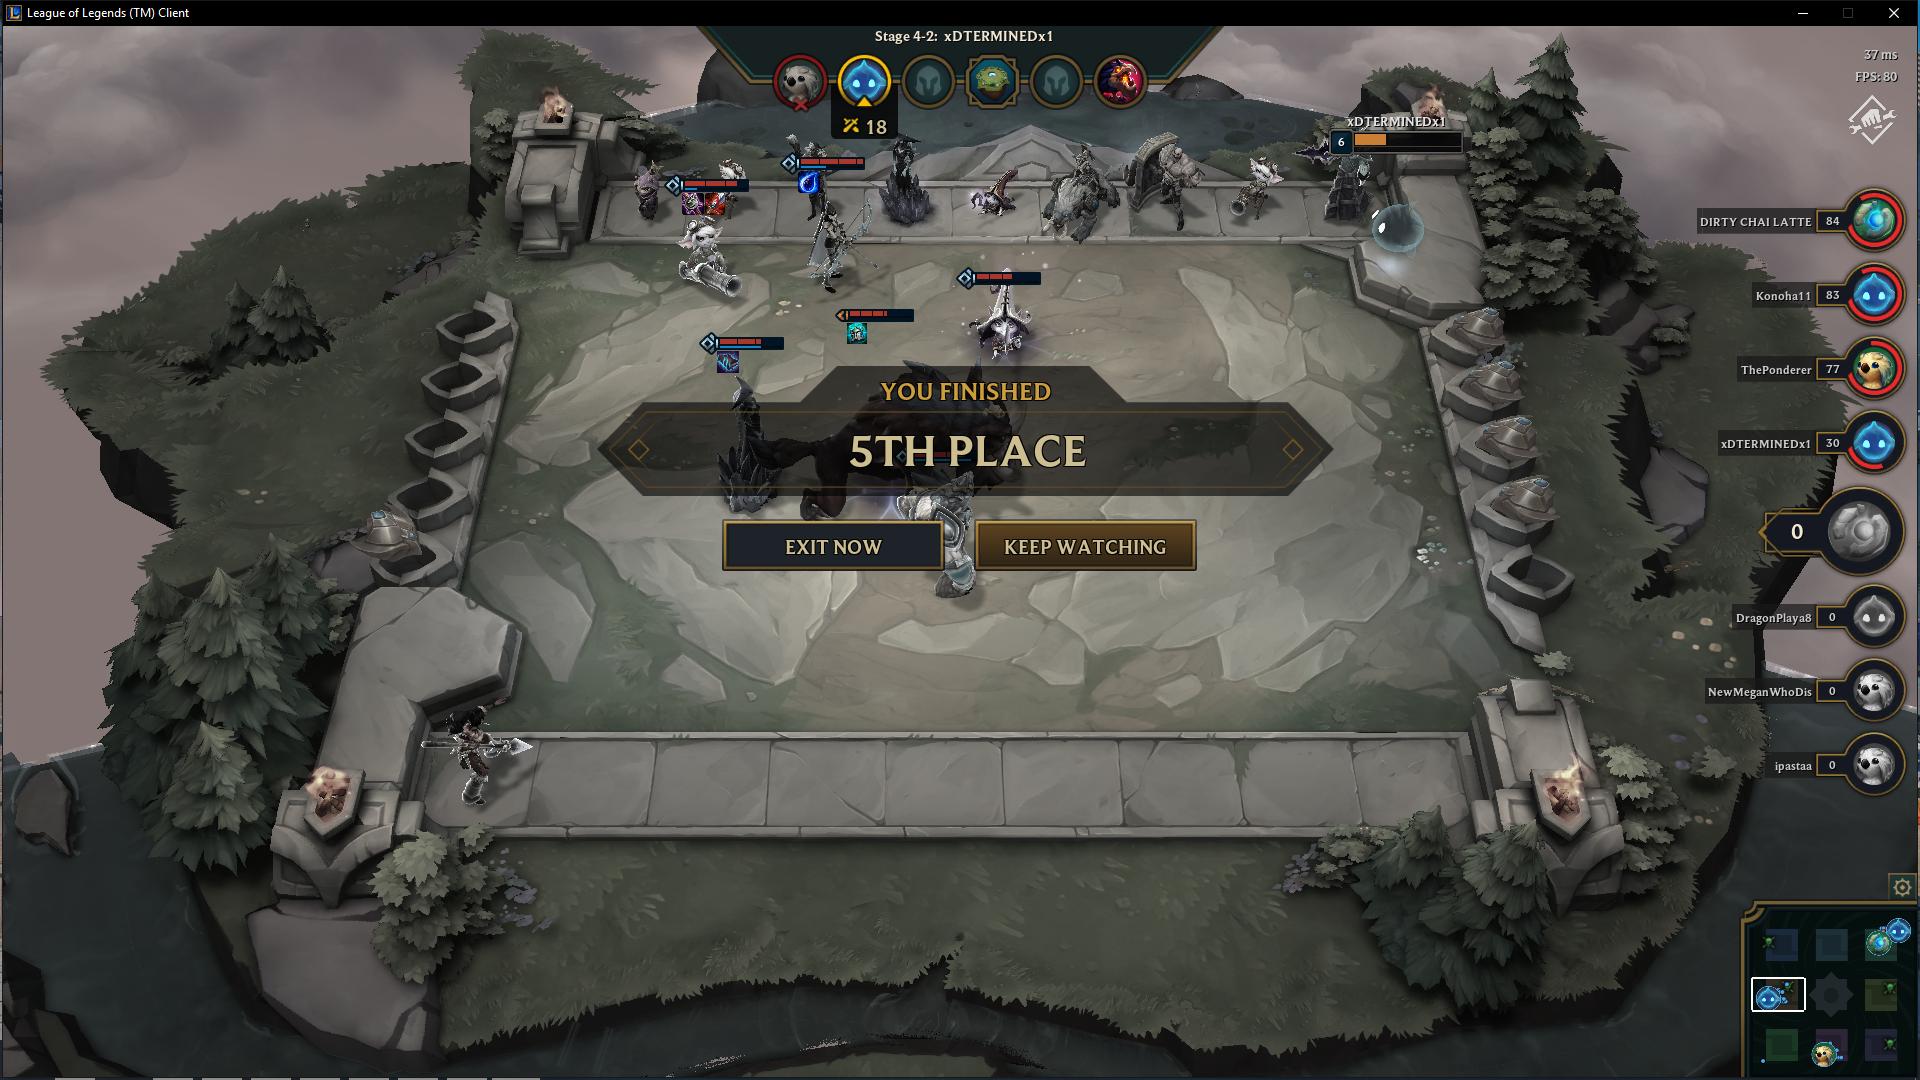 League of Legends (TM) Client
Stage 4-2: xDTERMINEDx1
18
37 ms
FPS: 80
xDTERMINEDx1
6
DIRTY CHAI LATTE 84
Konoha11 83
ThePonderer 77
xDTERMINEDx1 30
0
DragonPlaya8 0
NewMeganWhoDis 0
ipastaa 0
YOU FINISHED
5TH PLACE
EXIT NOW
KEEP WATCHING